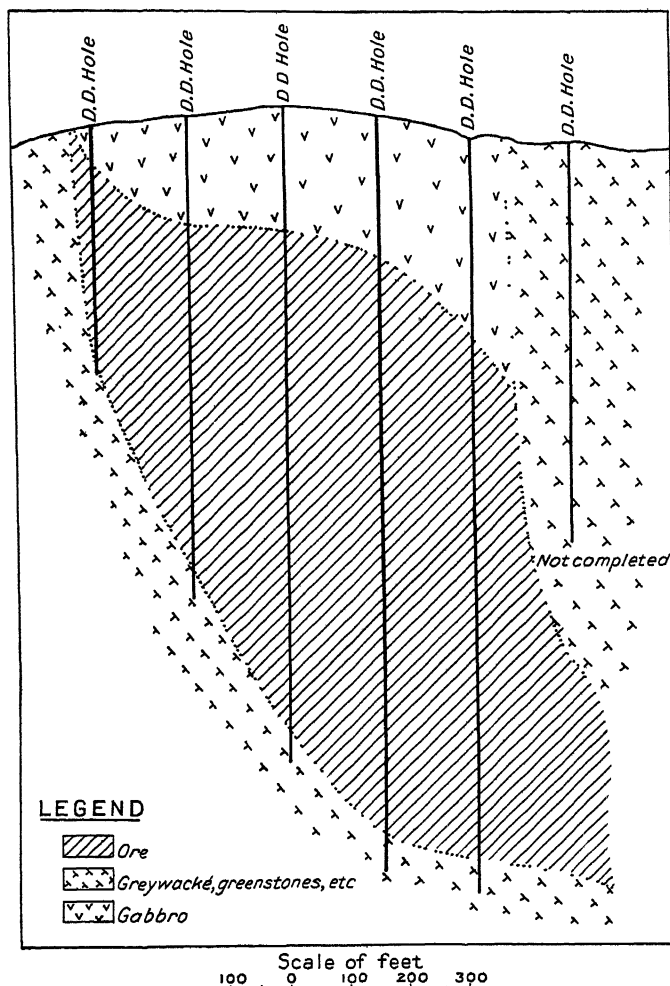 D.D. Hole
D.D. Hole
D D Hole
D.D. Hole
D.D. Hole
D.D. Hole
Not completed
LEGEND
Ore
Greywacké, greenstones, etc
Gabbro
Scale of feet
100 0 100 200 300